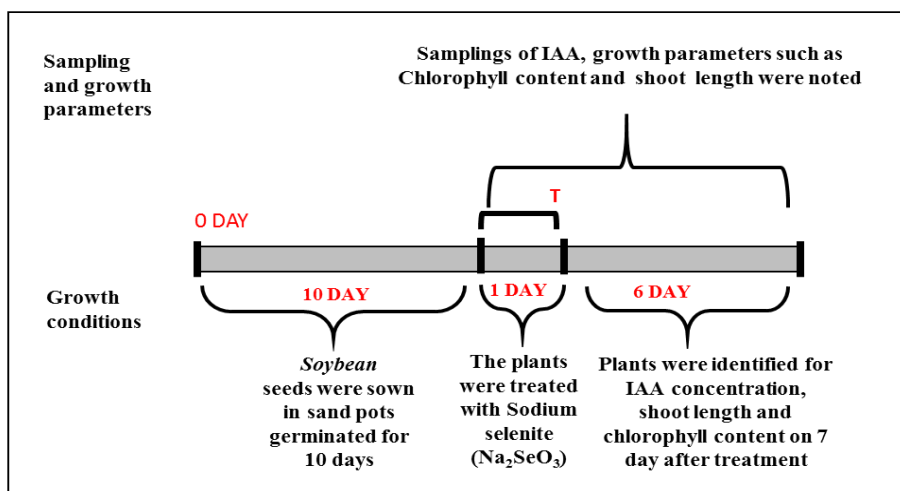 Sampling
and growth
parameters
Samplings of IAA, growth parameters such as
Chlorophyll content and shoot length were noted
T
0 DAY
10 DAY
1 DAY
6 DAY
Growth
conditions
Soybean
seeds were sown
in sand pots
germinated for
10 days
The plants
were treated
with Sodium
selenite
(Na₂SeO₃)
Plants were identified for
IAA concentration,
shoot length and
chlorophyll content on 7
day after treatment